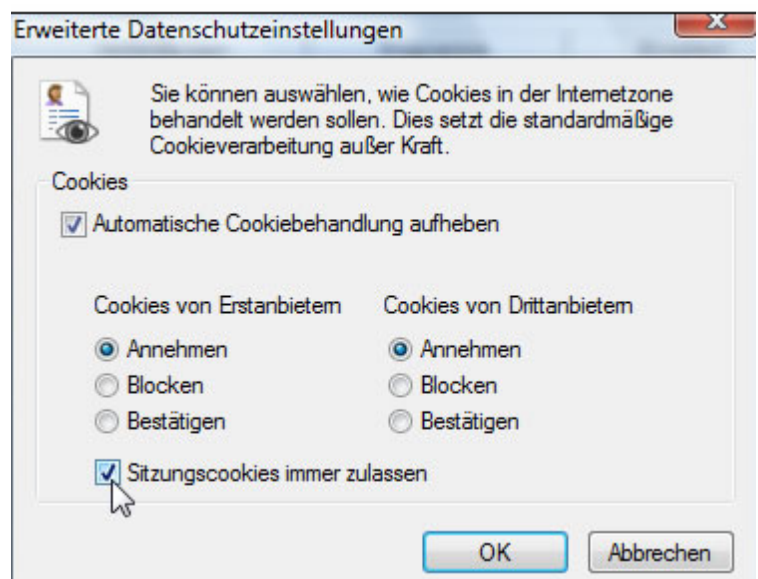 Erweiterte Datenschutzeinstellungen
Sie können auswählen, wie Cookies in der Internetzone
behandelt werden sollen. Dies setzt die standardmäßige
Cookieverarbeitung außer Kraft.
Cookies
Automatische Cookiebehandlung aufheben
Cookies von Erstanbietern Cookies von Drittanbietern
Annehmen Annehmen
Blocken Blocken
Bestätigen Bestätigen
Sitzungscookies immer zulassen
OK Abbrechen